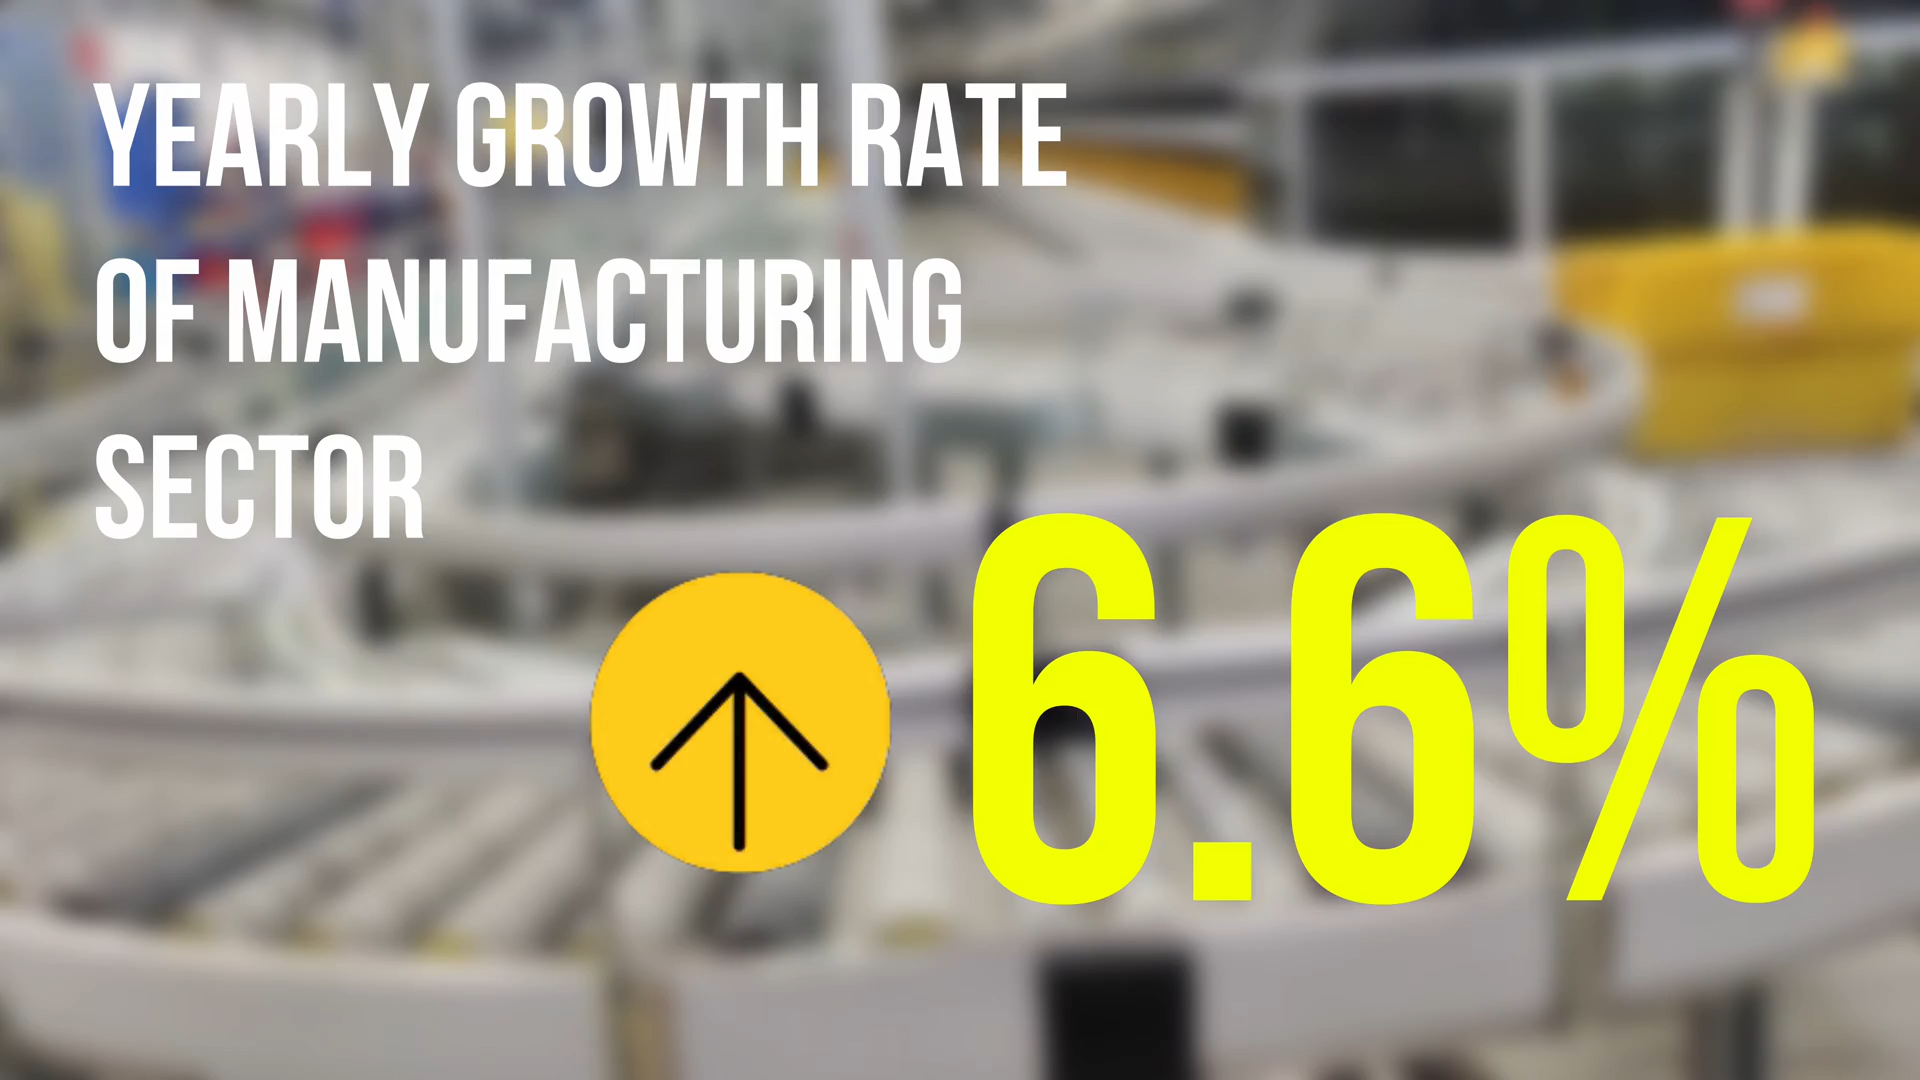 YEARLY GROWTH RATE
OF MANUFACTURING
SECTOR
6.6%